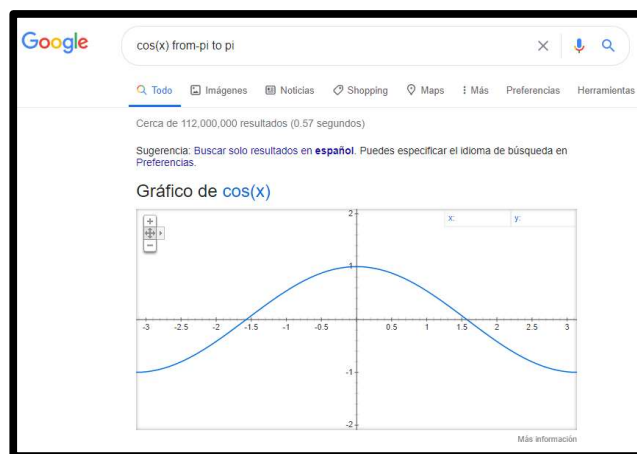 Google
cos(x) from-pi to pi
Todo Imágenes Noticias Shopping Maps Más Preferencias Herramientas
Cerca de 112,000,000 resultados (0.57 segundos)
Sugerencia: Buscar solo resultados en español. Puedes especificar el idioma de búsqueda en
Preferencias.
Gráfico de cos(x)
2
x: y:
1
-3 -2.5 -2 -1.5 -1 -0.5 0.5 1 1.5 2 2.5 3
-1
-2
Más información